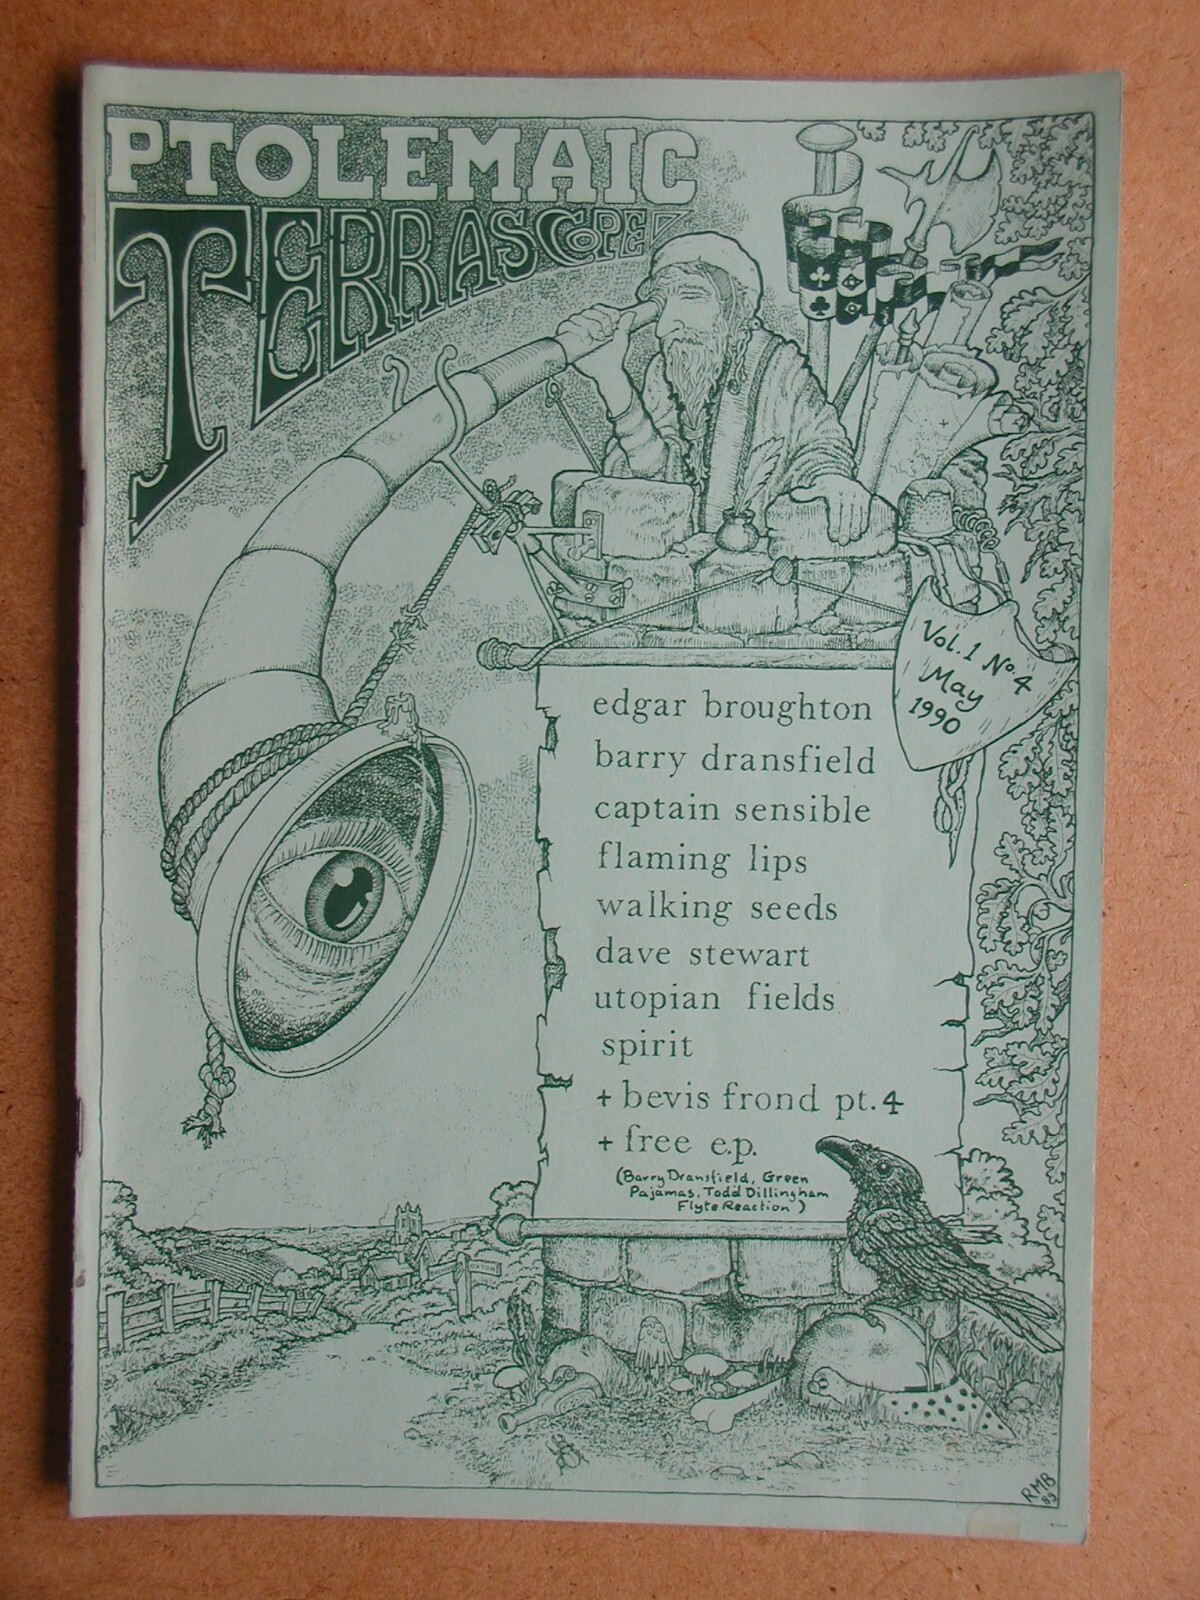 PTOLEMAIC
TERRASCOPE
Vol. 1 No. 4
May
1990
edgar broughton
barry dransfield
captain sensible
flaming lips
walking seeds
dave stewart
utopian fields
spirit
+ bevis frond pt. 4
+ free e.p.
(Barry Dransfield, Green
Pajamas, Todd Dillingham
Flyte Reaction)
RMB
89